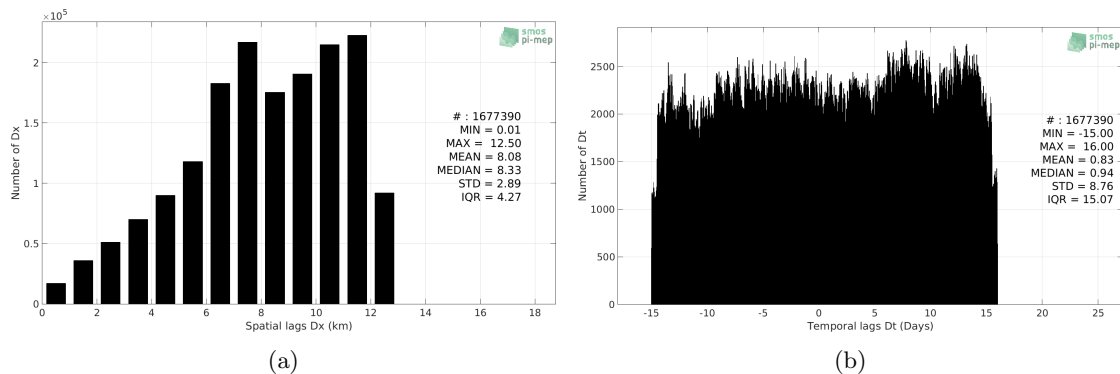 ×10⁵
2
1.5
1
0.5
0
Number of Dx
0 2 4 6 8 10 12 14 16 18
Spatial lags Dx (km)
smos
pi-mep
# : 1677390
MIN = 0.01
MAX = 12.50
MEAN = 8.08
MEDIAN = 8.33
STD = 2.89
IQR = 4.27
(a)
2500
2000
1500
1000
500
0
Number of Dt
-15 -10 -5 0 5 10 15 20 25
Temporal lags Dt (Days)
smos
pi-mep
# : 1677390
MIN = -15.00
MAX = 16.00
MEAN = 0.83
MEDIAN = 0.94
STD = 8.76
IQR = 15.07
(b)